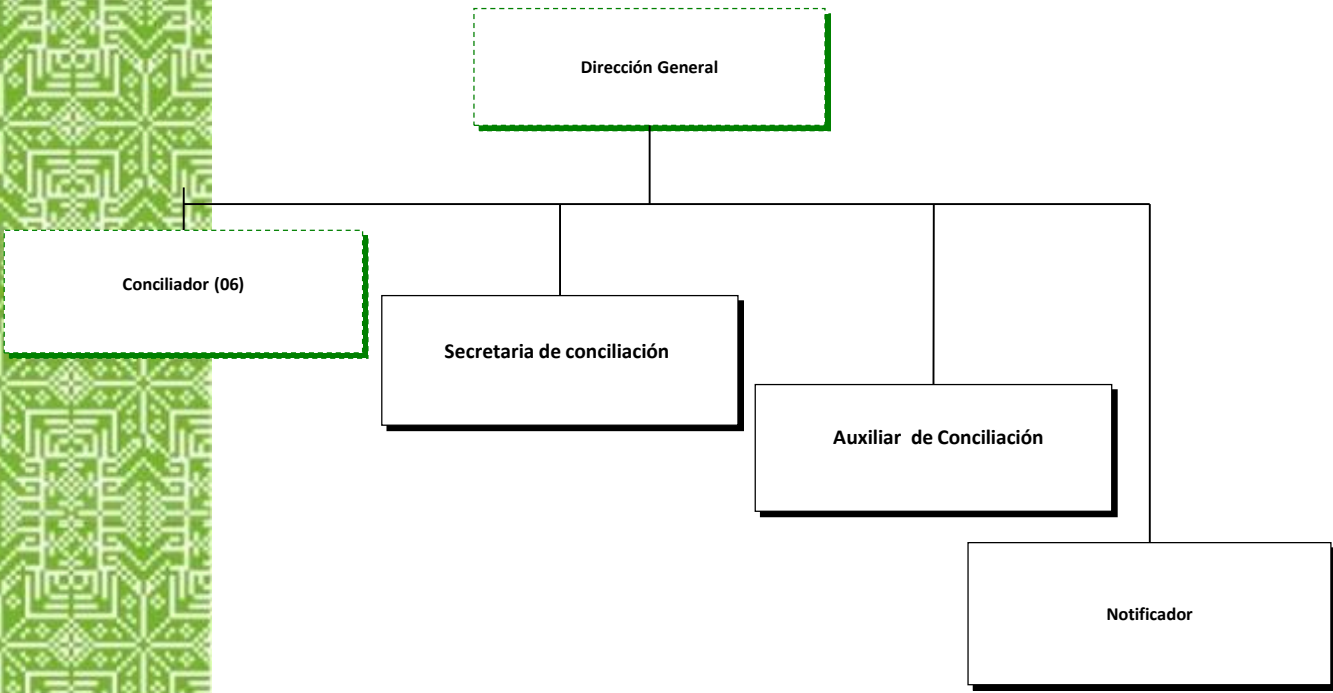 Dirección General
Conciliador (06)
Secretaria de conciliación
Auxiliar  de Conciliación
Notificador